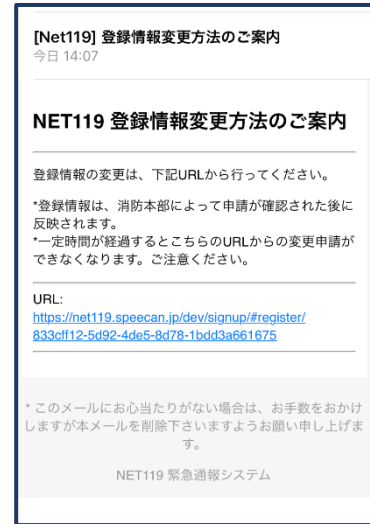 [Net119] 登録情報変更方法のご案内
今日 14:07
NET119 登録情報変更方法のご案内
登録情報の変更は、下記URLから行ってください。
*登録情報は、消防本部によって申請が確認された後に
反映されます。
*一定時間が経過するとこちらのURLからの変更申請が
できなくなります。ご注意ください。
URL:
https://net119.speecan.jp/dev/signup/#register/
833cff12-5d92-4de5-8d78-1bdd3a661675
* このメールにお心当たりがない場合は、お手数をおかけ
しますが本メールを削除下さいますようお願い申し上げま
す。
NET119 緊急通報システム